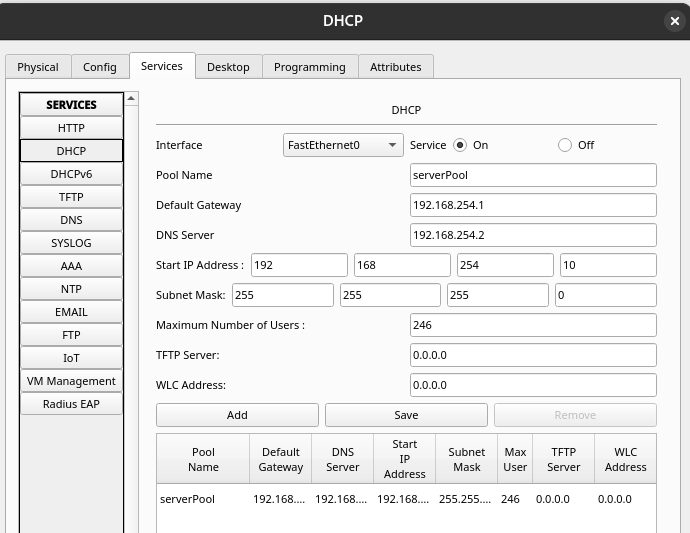 DHCP
Physical Config Services Desktop Programming Attributes
SERVICES
HTTP
DHCP
DHCPv6
TFTP
DNS
SYSLOG
AAA
NTP
EMAIL
FTP
IoT
VM Management
Radius EAP
DHCP
Interface FastEthernet0 Service On Off
Pool Name serverPool
Default Gateway 192.168.254.1
DNS Server 192.168.254.2
Start IP Address : 192 168 254 10
Subnet Mask: 255 255 255 0
Maximum Number of Users : 246
TFTP Server: 0.0.0.0
WLC Address: 0.0.0.0
Add Save Remove
Pool Name Default Gateway DNS Server Start IP Address Subnet Mask Max User TFTP Server WLC Address
serverPool 192.168.... 192.168.... 192.168.... 255.255.... 246 0.0.0.0 0.0.0.0